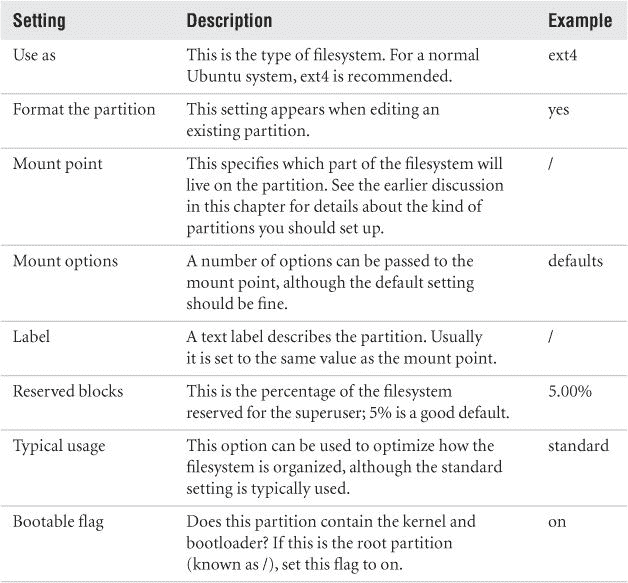 Setting Description Example
Use as This is the type of filesystem. For a normal ext4
Ubuntu system, ext4 is recommended.
Format the partition This setting appears when editing an yes
existing partition.
Mount point This specifies which part of the filesystem will /
live on the partition. See the earlier discussion
in this chapter for details about the kind of
partitions you should set up.
Mount options A number of options can be passed to the defaults
mount point, although the default setting
should be fine.
Label A text label describes the partition. Usually /
it is set to the same value as the mount point.
Reserved blocks This is the percentage of the filesystem 5.00%
reserved for the superuser; 5% is a good default.
Typical usage This option can be used to optimize how the standard
filesystem is organized, although the standard
setting is typically used.
Bootable flag Does this partition contain the kernel and on
bootloader? If this is the root partition
(known as /), set this flag to on.